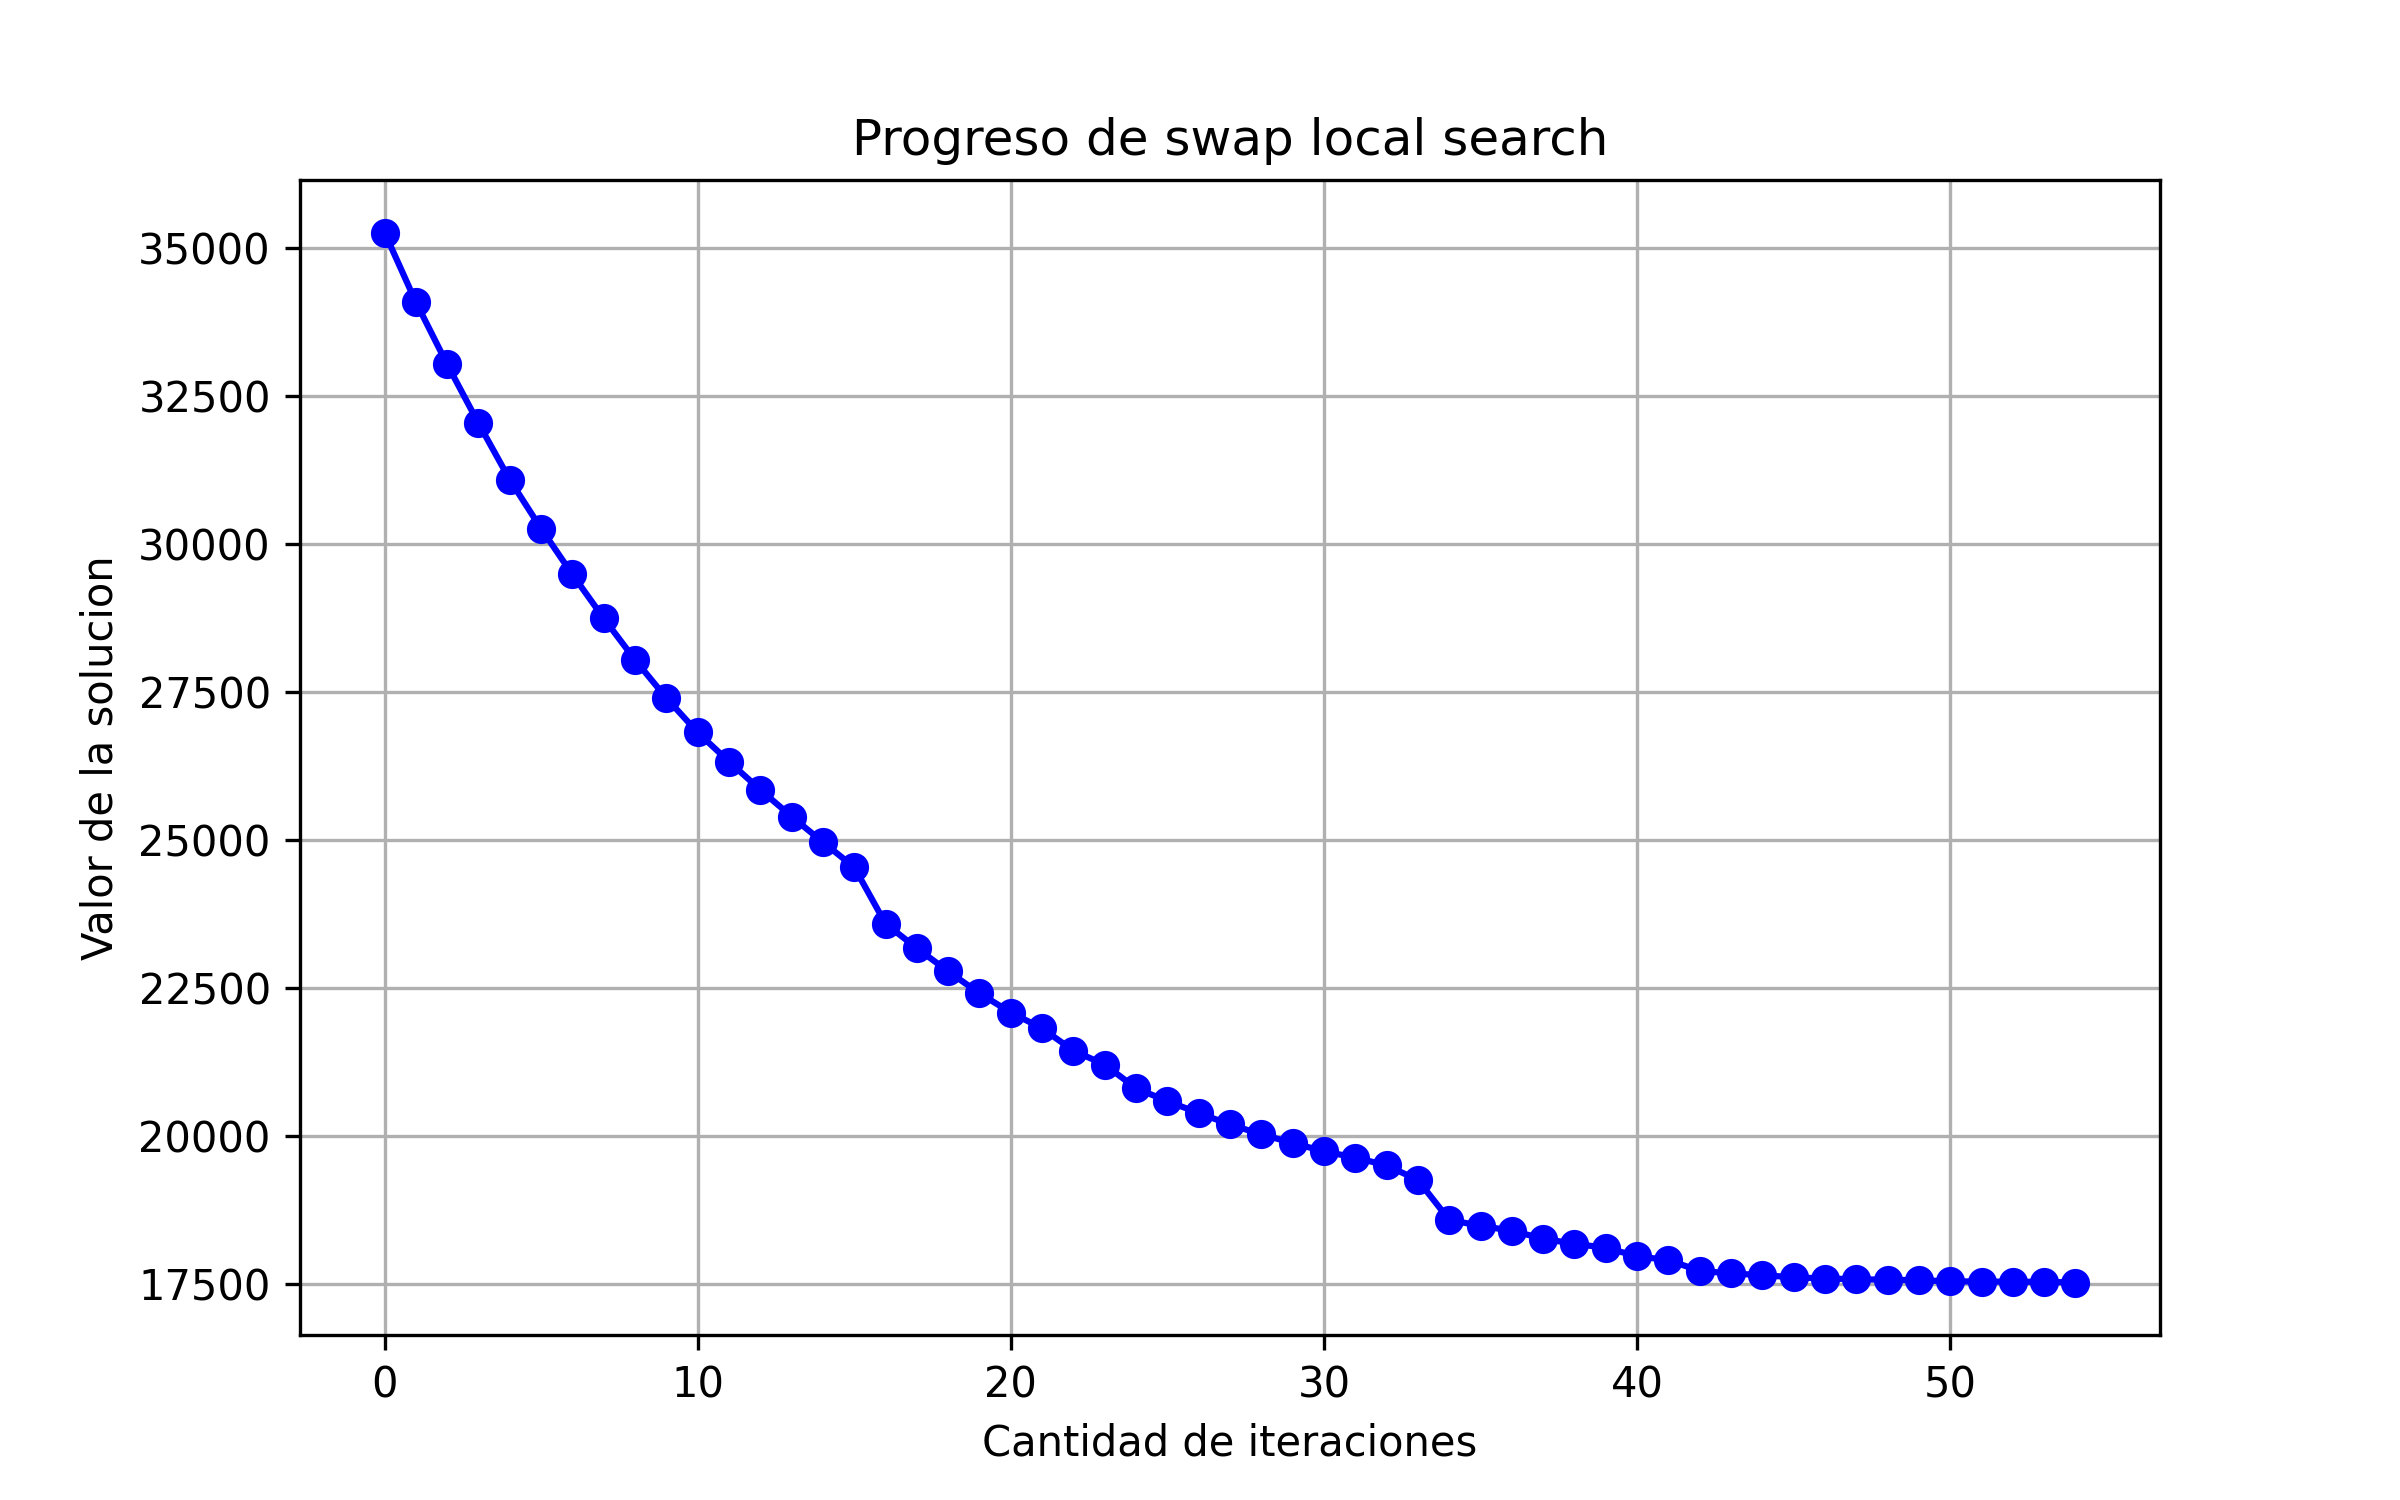 Progreso de swap local search
Valor de la solucion
35000
32500
30000
27500
25000
22500
20000
17500
0 10 20 30 40 50
Cantidad de iteraciones